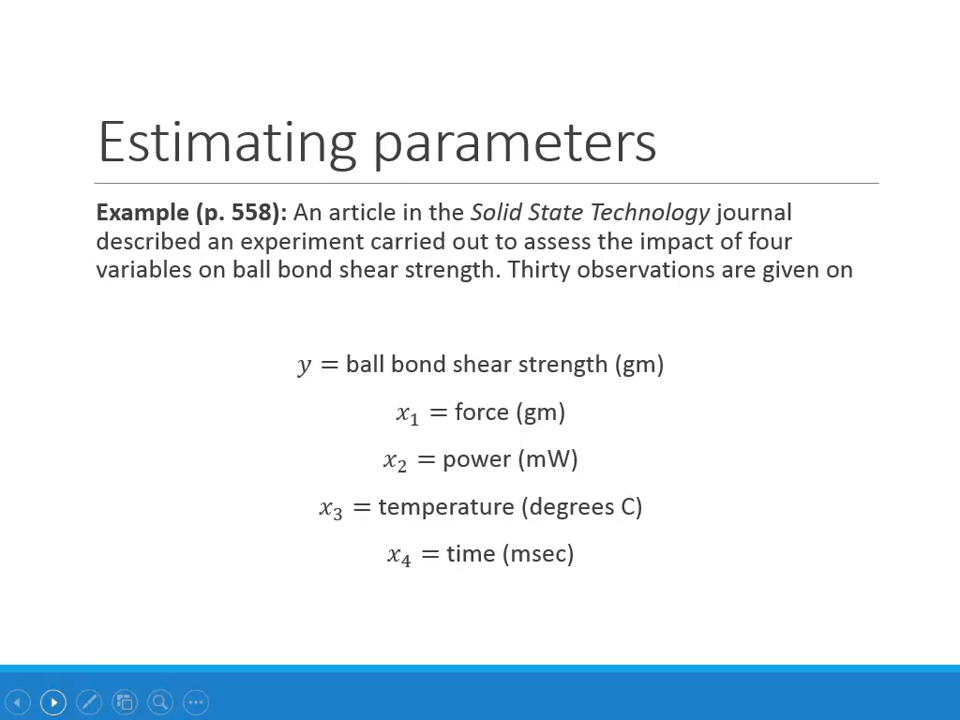 Estimating parameters
Example (p. 558): An article in the Solid State Technology journal
described an experiment carried out to assess the impact of four
variables on ball bond shear strength. Thirty observations are given on
y = ball bond shear strength (gm)
x₁ = force (gm)
x₂ = power (mW)
x₃ = temperature (degrees C)
x₄ = time (msec)